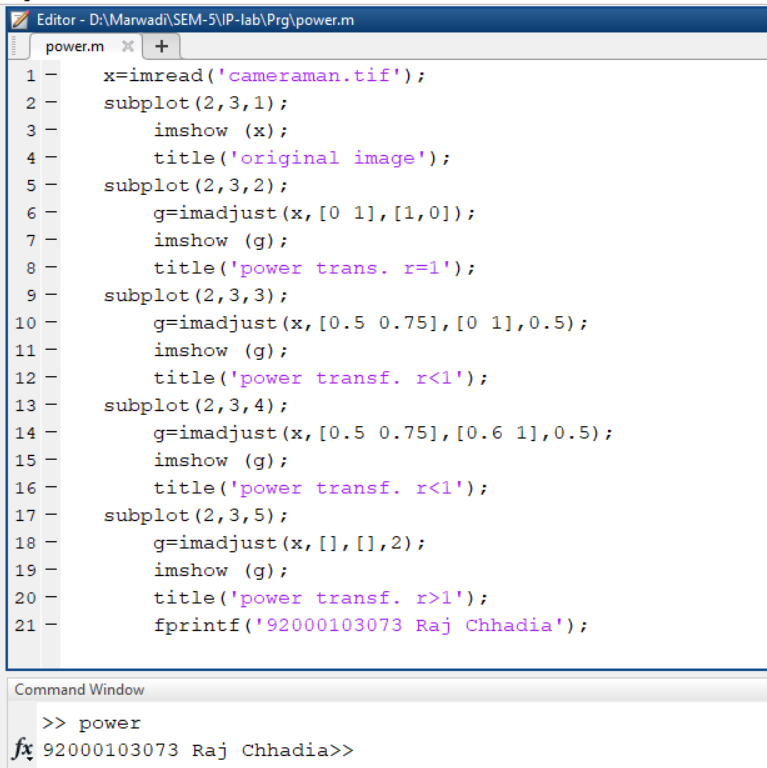 Editor - D:\Marwadi\SEM-5\IP-lab\Prg\power.m
power.m × +
1 - x=imread('cameraman.tif');
2 - subplot(2,3,1);
3 - imshow (x);
4 - title('original image');
5 - subplot(2,3,2);
6 - g=imadjust(x,[0 1],[1,0]);
7 - imshow (g);
8 - title('power trans. r=1');
9 - subplot(2,3,3);
10 - g=imadjust(x,[0.5 0.75],[0 1],0.5);
11 - imshow (g);
12 - title('power transf. r<1');
13 - subplot(2,3,4);
14 - g=imadjust(x,[0.5 0.75],[0.6 1],0.5);
15 - imshow (g);
16 - title('power transf. r<1');
17 - subplot(2,3,5);
18 - g=imadjust(x,[],[],2);
19 - imshow (g);
20 - title('power transf. r>1');
21 - fprintf('92000103073 Raj Chhadia');
Command Window
>> power
fx 92000103073 Raj Chhadia>>